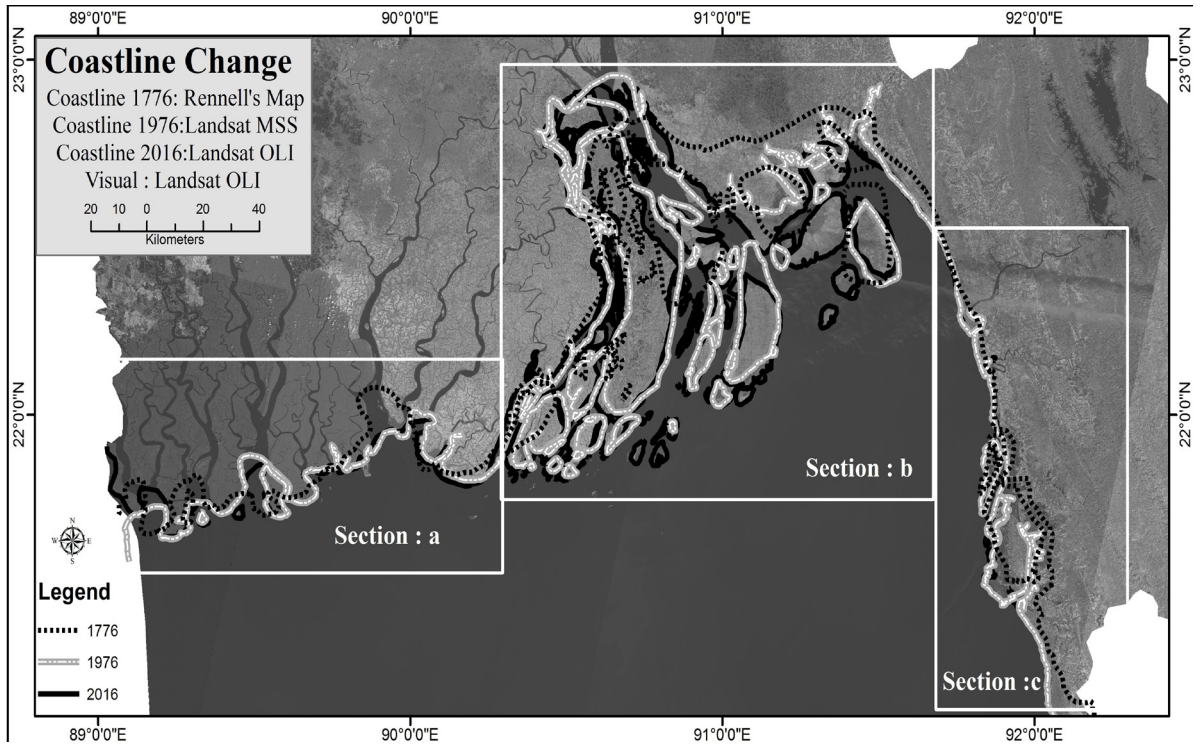 89°0'0"E 90°0'0"E 91°0'0"E 92°0'0"E
23°0'0"N 23°0'0"N
Coastline Change
Coastline 1776: Rennell's Map
Coastline 1976:Landsat MSS
Coastline 2016:Landsat OLI
Visual : Landsat OLI
20 10 0 20 40
Kilometers
22°0'0"N 22°0'0"N
Section : b
Section : a
N
W E
S
Legend
1776
1976
2016
Section :c
89°0'0"E 90°0'0"E 91°0'0"E 92°0'0"E